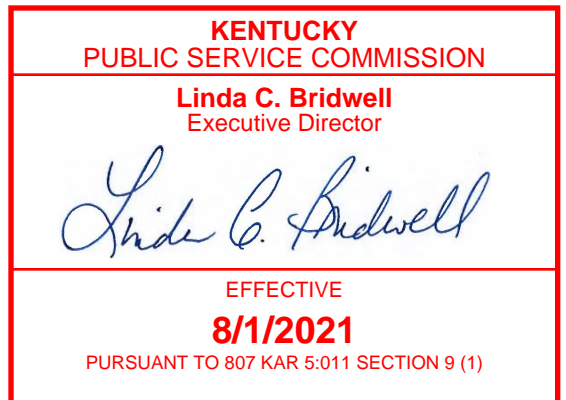 KENTUCKY
PUBLIC SERVICE COMMISSION
Linda C. Bridwell
Executive Director
Linda C. Bridwell
EFFECTIVE
8/1/2021
PURSUANT TO 807 KAR 5:011 SECTION 9 (1)